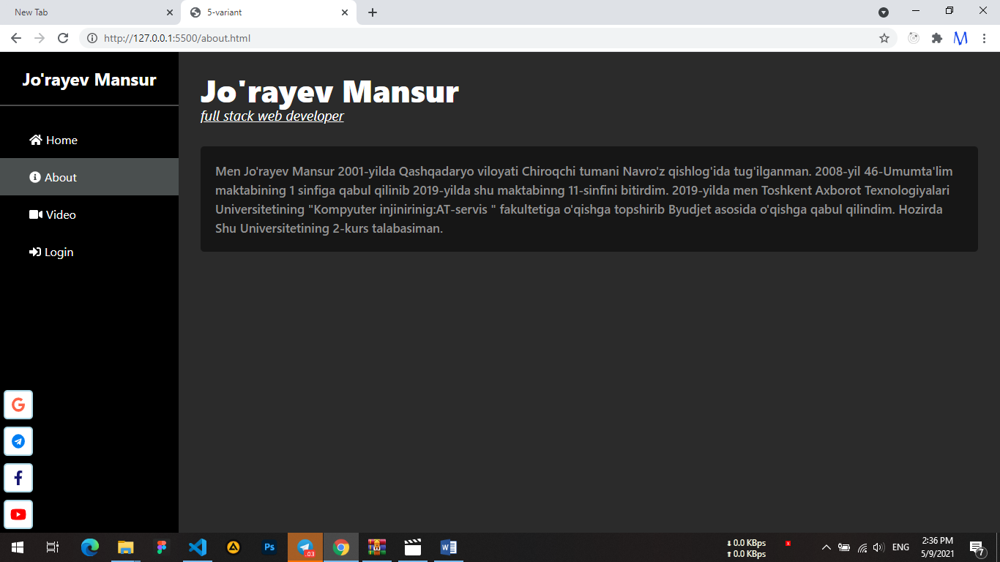 New Tab
5-variant
http://127.0.0.1:5500/about.html
Jo'rayev Mansur
Home
About
Video
Login
Jo'rayev Mansur
full stack web developer
Men Jo'rayev Mansur 2001-yilda Qashqadaryo viloyati Chiroqchi tumani Navro'z qishlog'ida tug'ilganman. 2008-yil 46-Umumta'lim
maktabining 1 sinfiga qabul qilinib 2019-yilda shu maktabinng 11-sinfini bitirdim. 2019-yilda men Toshkent Axborot Texnologiyalari
Universitetining "Kompyuter injinirinig:AT-servis " fakultetiga o'qishga topshirib Byudjet asosida o'qishga qabul qilindim. Hozirda
Shu Universitetining 2-kurs talabasiman.
Ps
.03
0.0 KBps
0.0 KBps
ENG
2:36 PM
5/9/2021
7